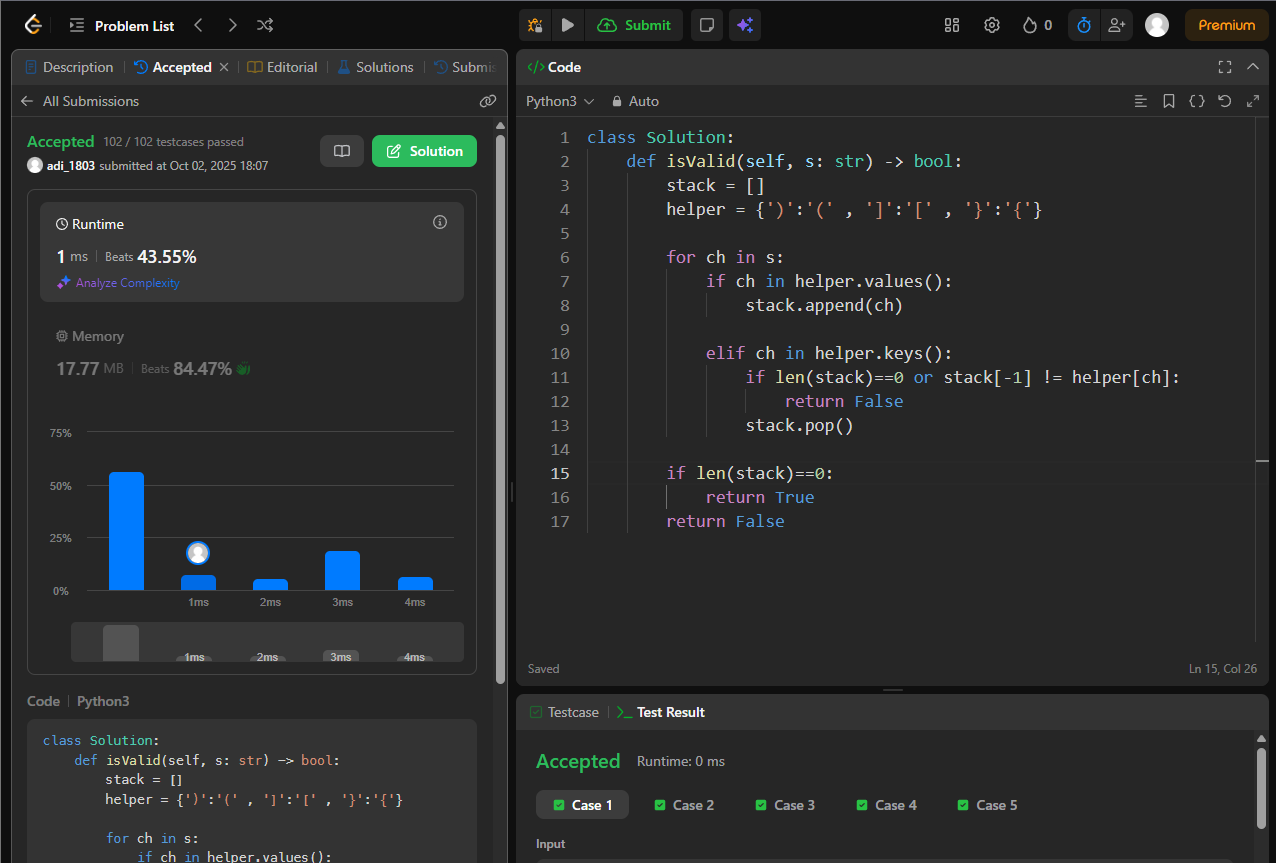 Problem List
Submit
0
Premium
Description
Accepted
Editorial
Solutions
Submis
All Submissions
Accepted 102 / 102 testcases passed
adi_1803 submitted at Oct 02, 2025 18:07
Solution
Runtime
1 ms Beats 43.55%
Analyze Complexity
Memory
17.77 MB Beats 84.47%
75%
50%
25%
0%
1ms 2ms 3ms 4ms
1ms 2ms 3ms 4ms
Code Python3
class Solution:
    def isValid(self, s: str) -> bool:
        stack = []
        helper = {')':'(' , ']':'[' , '}':'{'}

        for ch in s:
            if ch in helper.values():
</>Code
Python3 Auto
1 class Solution:
2     def isValid(self, s: str) -> bool:
3         stack = []
4         helper = {')':'(' , ']':'[' , '}':'{'}
5
6         for ch in s:
7             if ch in helper.values():
8                 stack.append(ch)
9
10             elif ch in helper.keys():
11                 if len(stack)==0 or stack[-1] != helper[ch]:
12                     return False
13                 stack.pop()
14
15         if len(stack)==0:
16             return True
17         return False
Saved
Ln 15, Col 26
Testcase
>_ Test Result
Accepted Runtime: 0 ms
Case 1 Case 2 Case 3 Case 4 Case 5
Input